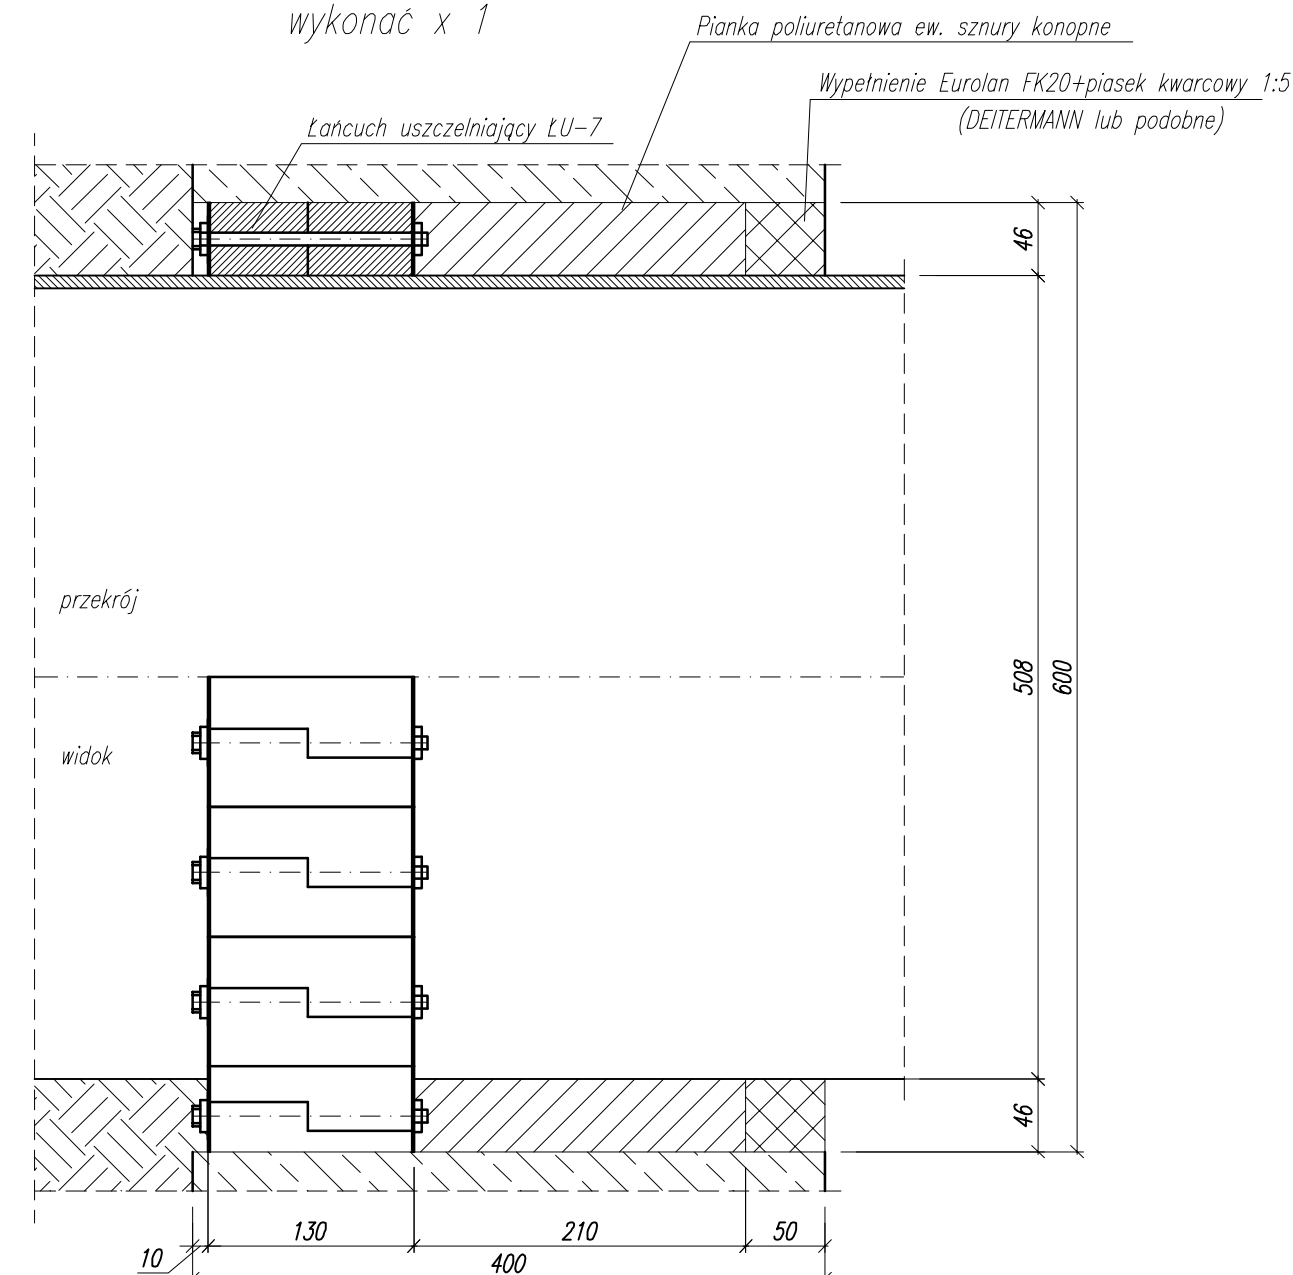 wykonać x 1
Pianka poliuretanowa ew. sznury konopne
Wypełnienie Eurolan FK20+piasek kwarcowy 1:5
(DEITERMANN lub podobne)
Łańcuch uszczelniający ŁU-7
46
przekrój
508
600
widok
46
130
210
50
10
400